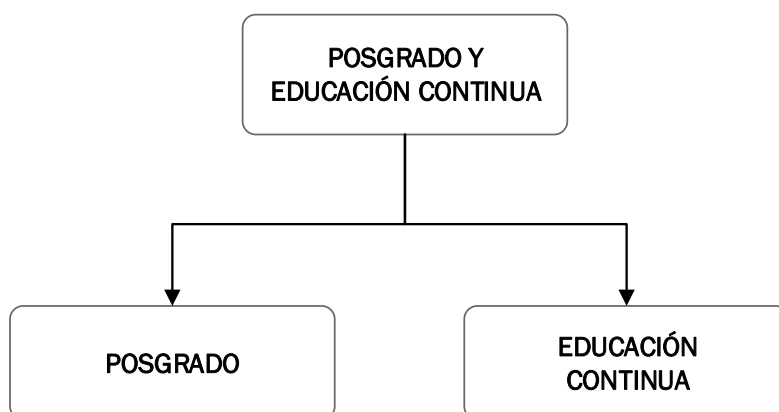 POSGRADO Y
EDUCACIÓN CONTINUA
POSGRADO
EDUCACIÓN
CONTINUA